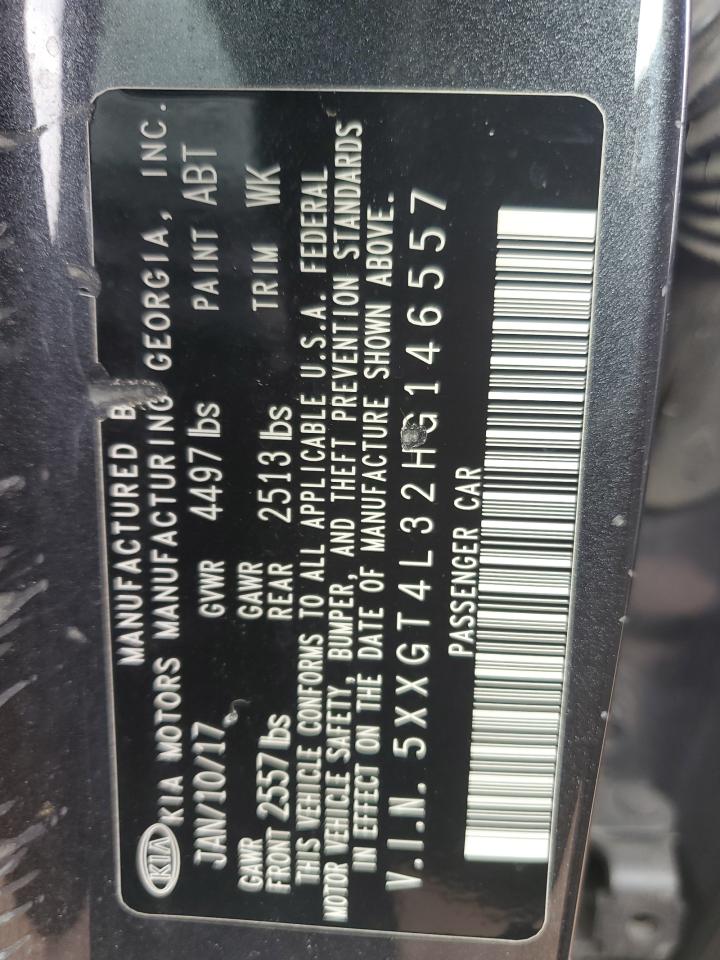 MANUFACTURED B
KIA KIA MOTORS MANUFACTURING GEORGIA, INC.
JAN/10/17 GVWR 4497 lbs PAINT ABT
GAWR FRONT 2557 lbs GAWR REAR 2513 lbs TRIM WK
THIS VEHICLE CONFORMS TO ALL APPLICABLE U.S.A. FEDERAL
MOTOR VEHICLE SAFETY, BUMPER, AND THEFT PREVENTION STANDARDS
IN EFFECT ON THE DATE OF MANUFACTURE SHOWN ABOVE.
V.I.N. 5XXGT4L32HG146557
PASSENGER CAR